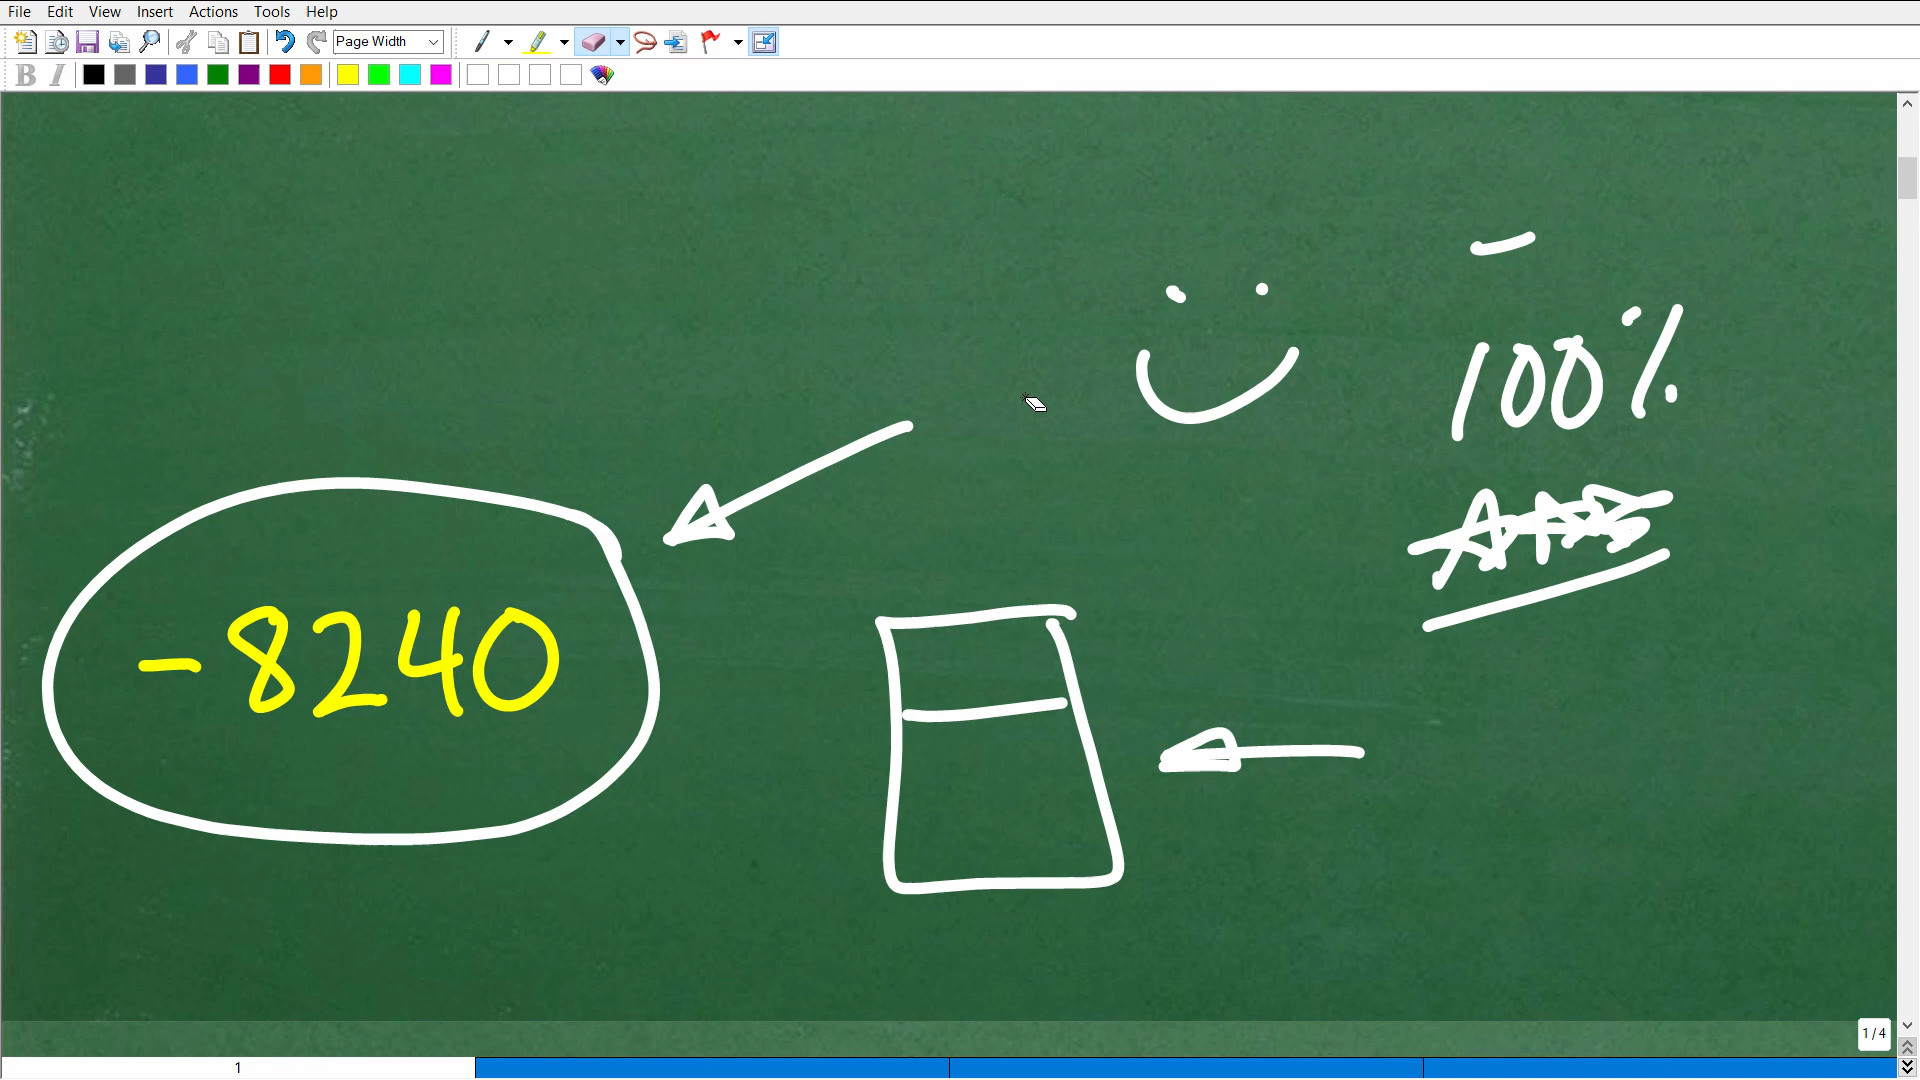 File Edit View Insert Actions Tools Help
Page Width
B I
100%
-8240
1 / 4
1